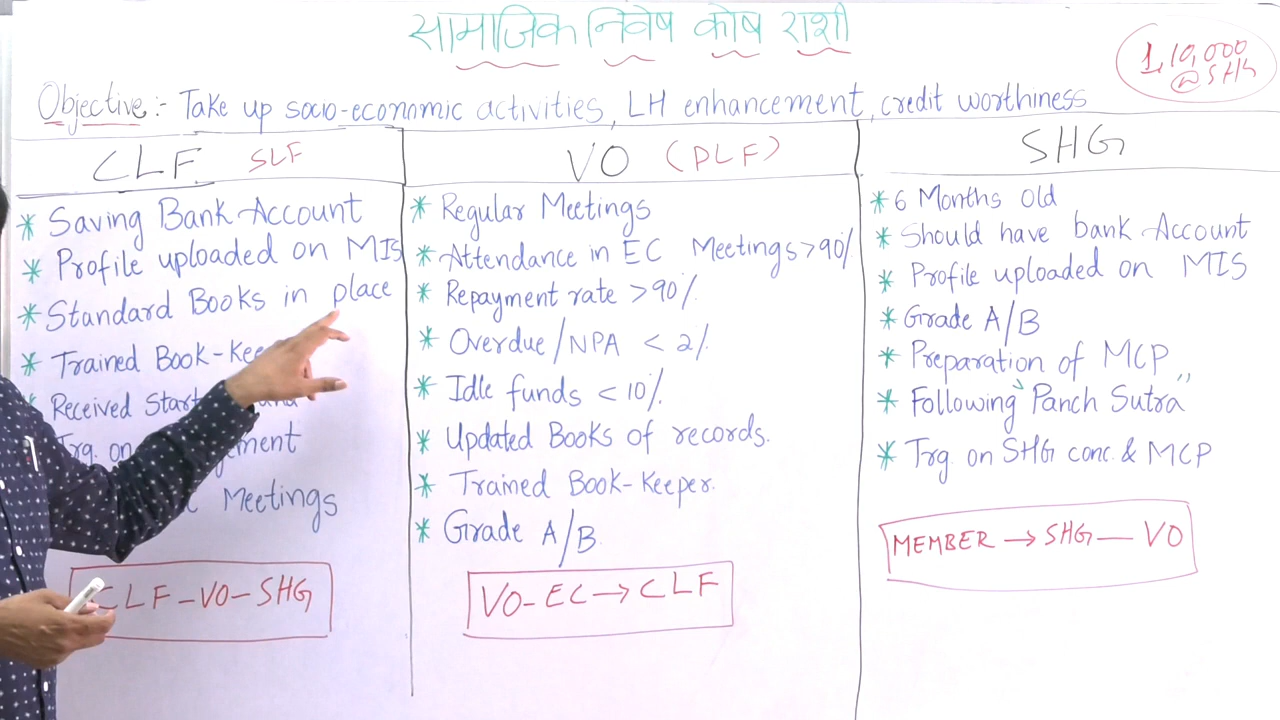 सामाजिक निवेष कोष राशी
1,10,000
@SHG
Objective :- Take up socio-economic activities, LH enhancement, credit worthiness
CLF SLF
* Saving Bank Account
* Profile uploaded on MIS
* Standard Books in place
* Trained Book-Kee
Received Start
Trg. on ment
Meetings
CLF-VO-SHG
VO (PLF)
* Regular Meetings
* Attendance in EC Meetings >90%
* Repayment rate >90%.
* Overdue/NPA < 2%.
* Idle funds < 10%.
* Updated Books of records.
* Trained Book-Keeper.
* Grade A/B
VO-EC→CLF
SHG
* 6 Months old
* Should have bank Account
* Profile uploaded on MIS
* Grade A/B
* Preparation of MCP,,
* Following Panch Sutra
* Trg. on SHG conc. & MCP
MEMBER → SHG — VO